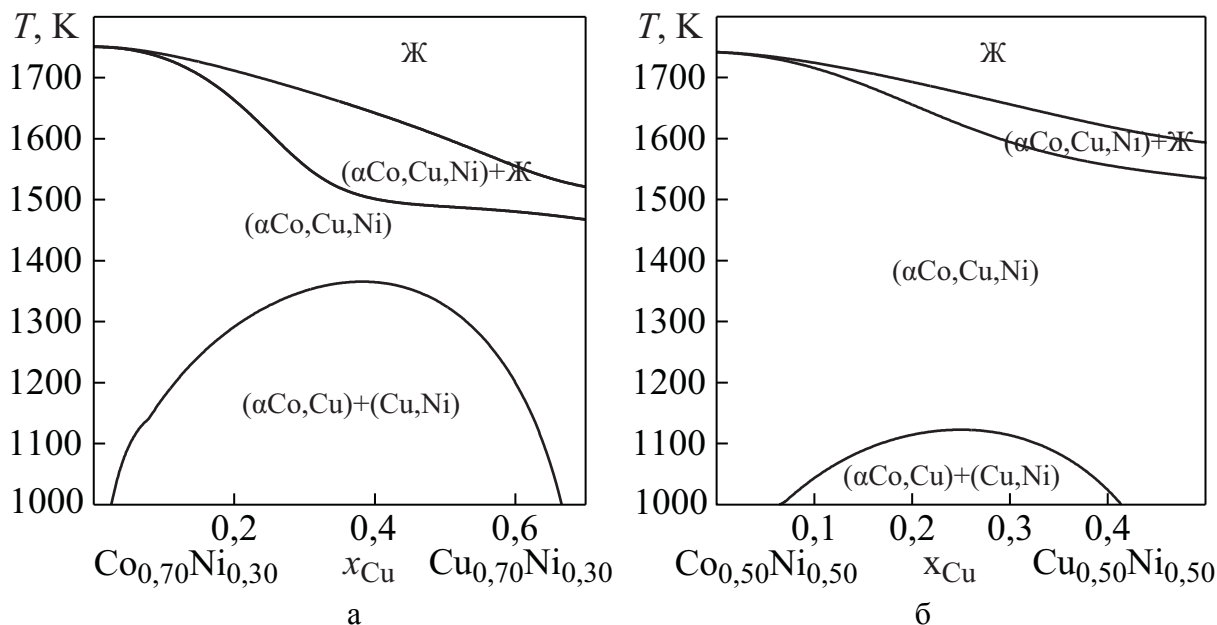 T, K
Ж
1700
1600
(αCo,Cu,Ni)+Ж
1500
(αCo,Cu,Ni)
1400
1300
1200
(αCo,Cu)+(Cu,Ni)
1100
1000
0,2 0,4 0,6
Co0,70Ni0,30 xCu Cu0,70Ni0,30
а
T, K
Ж
1700
1600
(αCo,Cu,Ni)+Ж
1500
1400
(αCo,Cu,Ni)
1300
1200
1100
(αCo,Cu)+(Cu,Ni)
1000
0,1 0,2 0,3 0,4
Co0,50Ni0,50 xCu Cu0,50Ni0,50
б